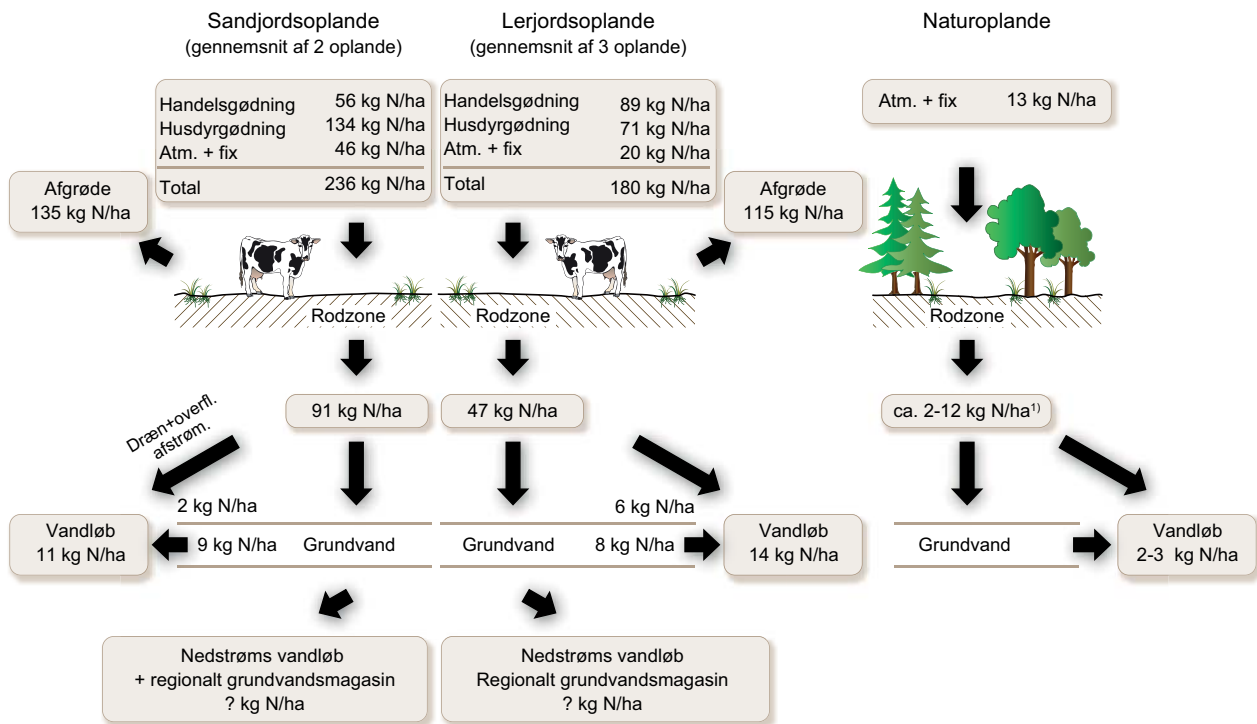 Sandjordsoplande
(gennemsnit af 2 oplande)
Handelsgødning 56 kg N/ha
Husdyrgødning 134 kg N/ha
Atm. + fix 46 kg N/ha
Total 236 kg N/ha
Afgrøde
135 kg N/ha
Rodzone
91 kg N/ha
Dræn+overfl.
afstrøm.
2 kg N/ha
Vandløb
11 kg N/ha
9 kg N/ha
Grundvand
Nedstrøms vandløb
+ regionalt grundvandsmagasin
? kg N/ha
Lerjordsoplande
(gennemsnit af 3 oplande)
Handelsgødning 89 kg N/ha
Husdyrgødning 71 kg N/ha
Atm. + fix 20 kg N/ha
Total 180 kg N/ha
Afgrøde
115 kg N/ha
Rodzone
47 kg N/ha
6 kg N/ha
Grundvand
8 kg N/ha
Vandløb
14 kg N/ha
Nedstrøms vandløb
Regionalt grundvandsmagasin
? kg N/ha
Naturoplande
Atm. + fix 13 kg N/ha
Rodzone
ca. 2-12 kg N/ha¹⁾
Grundvand
Vandløb
2-3 kg N/ha